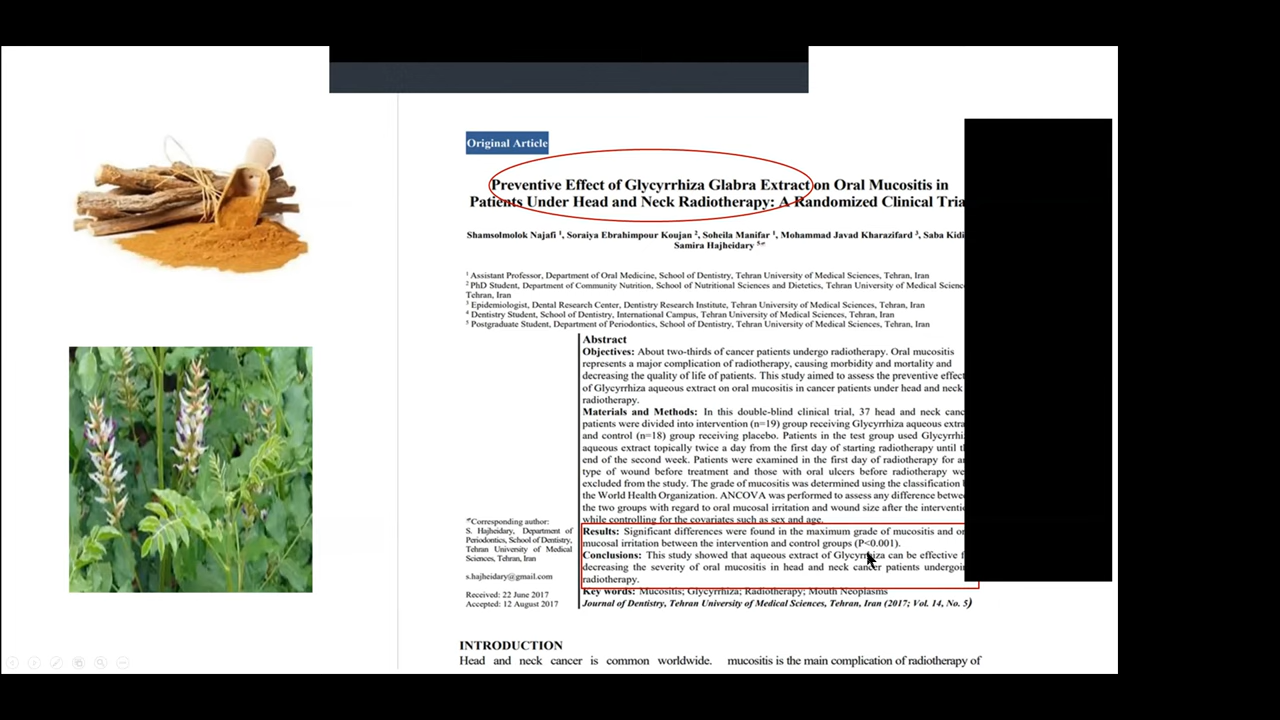 Original Article
Preventive Effect of Glycyrrhiza Glabra Extract on Oral Mucositis in
Patients Under Head and Neck Radiotherapy: A Randomized Clinical
Shamsolmolok Najafi 1, Soraiya Ebrahimpour Koujan 2, Soheila Manifar 1, Mohammad Javad Kharazifard 3, Saba
Samira Hajheidary 5
1 Assistant Professor, Department of Oral Medicine, School of Dentistry, Tehran University of Medical Sciences, Tehran, Iran
2 PhD Student, Department of Community Nutrition, School of Nutritional Sciences and Dietetics, Tehran University of Medical
Tehran, Iran
3 Epidemiologist, Dental Research Center, Dentistry Research Institute, Tehran University of Medical Sciences, Tehran, Iran
4 Dentistry Student, School of Dentistry, International Campus, Tehran University of Medical Sciences, Tehran, Iran
5 Postgraduate Student, Department of Periodontics, School of Dentistry, Tehran University of Medical Sciences, Tehran, Iran
Abstract
Objectives: About two-thirds of cancer patients undergo radiotherapy. Oral mucositis
represents a major complication of radiotherapy, causing morbidity and mortality and
decreasing the quality of life of patients. This study aimed to assess the preventive effect
of Glycyrrhiza aqueous extract on oral mucositis in cancer patients under head and neck
radiotherapy.
Materials and Methods: In this double-blind clinical trial, 37 head and neck
patients were divided into intervention (n=19) group receiving Glycyrrhiza aqueous
and control (n=18) group receiving placebo. Patients in the test group used
aqueous extract topically twice a day from the first day of starting radiotherapy until
end of the second week. Patients were examined in the first day of radiotherapy for
type of wound before treatment and those with oral ulcers before radiotherapy
excluded from the study. The grade of mucositis was determined using the classification
the World Health Organization. ANCOVA was performed to assess any difference
the two groups with regard to oral mucosal irritation and wound size after the
while controlling for the covariates such as sex and age.
Results: Significant differences were found in the maximum grade of mucositis and
mucosal irritation between the intervention and control groups (P<0.001).
Conclusions: This study showed that aqueous extract of Glycyrrhiza can be effective
decreasing the severity of oral mucositis in head and neck cancer patients
radiotherapy.
Key words: Mucositis; Glycyrrhiza; Radiotherapy; Mouth Neoplasms
Journal of Dentistry, Tehran University of Medical Sciences, Tehran, Iran (2017; Vol. 14, No. 5)
Corresponding author:
S. Hajheidary, Department of
Periodontics, School of Dentistry,
Tehran University of Medical
Sciences, Tehran, Iran
s.hajheidary@gmail.com
Received: 22 June 2017
Accepted: 12 August 2017
INTRODUCTION
Head and neck cancer is common worldwide.
mucositis is the main complication of radiotherapy of